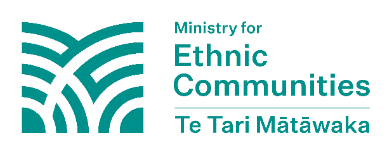 Ministry for
Ethnic
Communities
Te Tari Mātāwaka